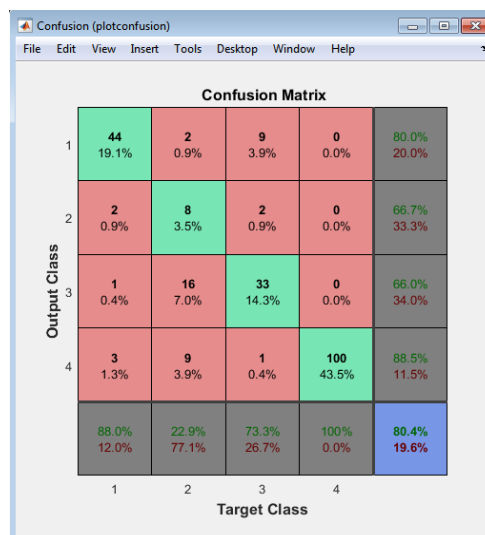 Confusion (plotconfusion)
File Edit View Insert Tools Desktop Window Help
Confusion Matrix
1 44 2 9 0 80.0%
19.1% 0.9% 3.9% 0.0% 20.0%
2 2 8 2 0 66.7%
0.9% 3.5% 0.9% 0.0% 33.3%
3 1 16 33 0 66.0%
0.4% 7.0% 14.3% 0.0% 34.0%
4 3 9 1 100 88.5%
1.3% 3.9% 0.4% 43.5% 11.5%
88.0% 22.9% 73.3% 100% 80.4%
12.0% 77.1% 26.7% 0.0% 19.6%
1 2 3 4
Output Class
Target Class